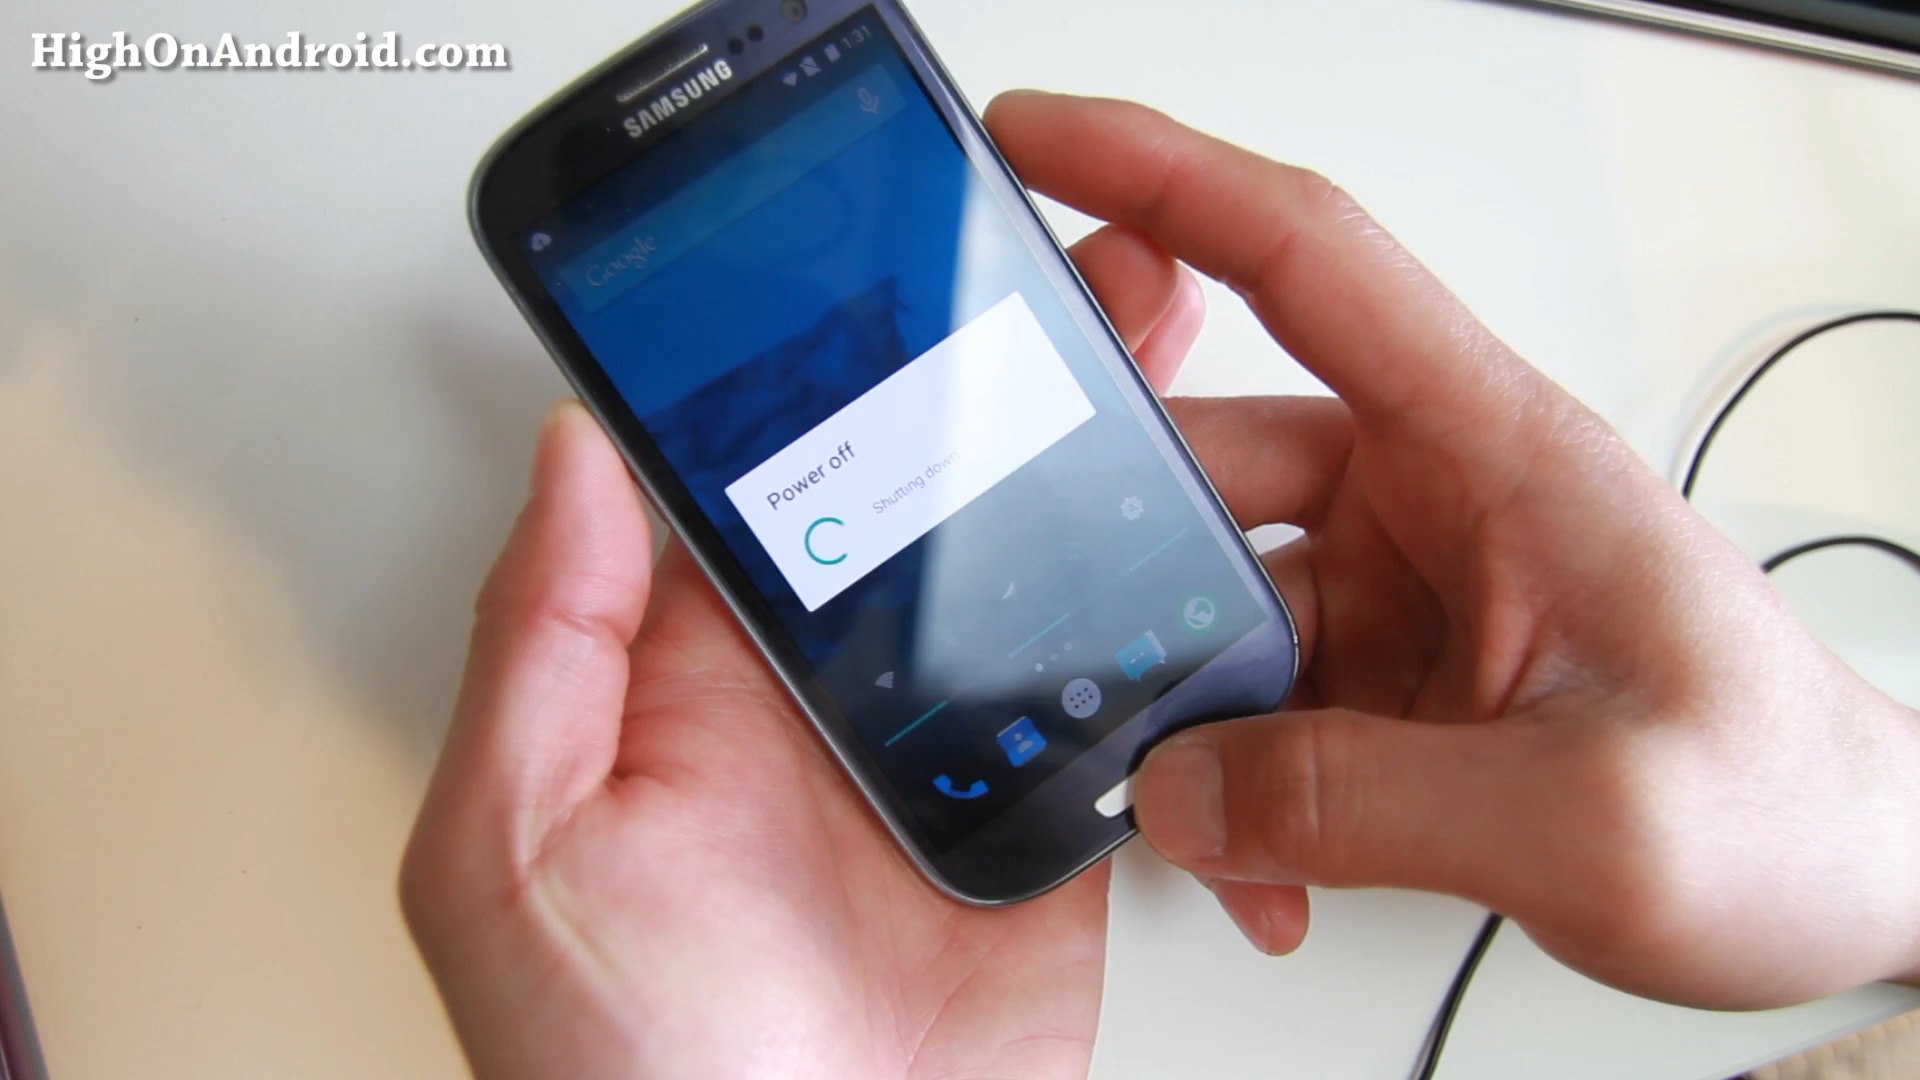 HighOnAndroid.com
1:31
SAMSUNG
Google
Power off
Shutting down...
A